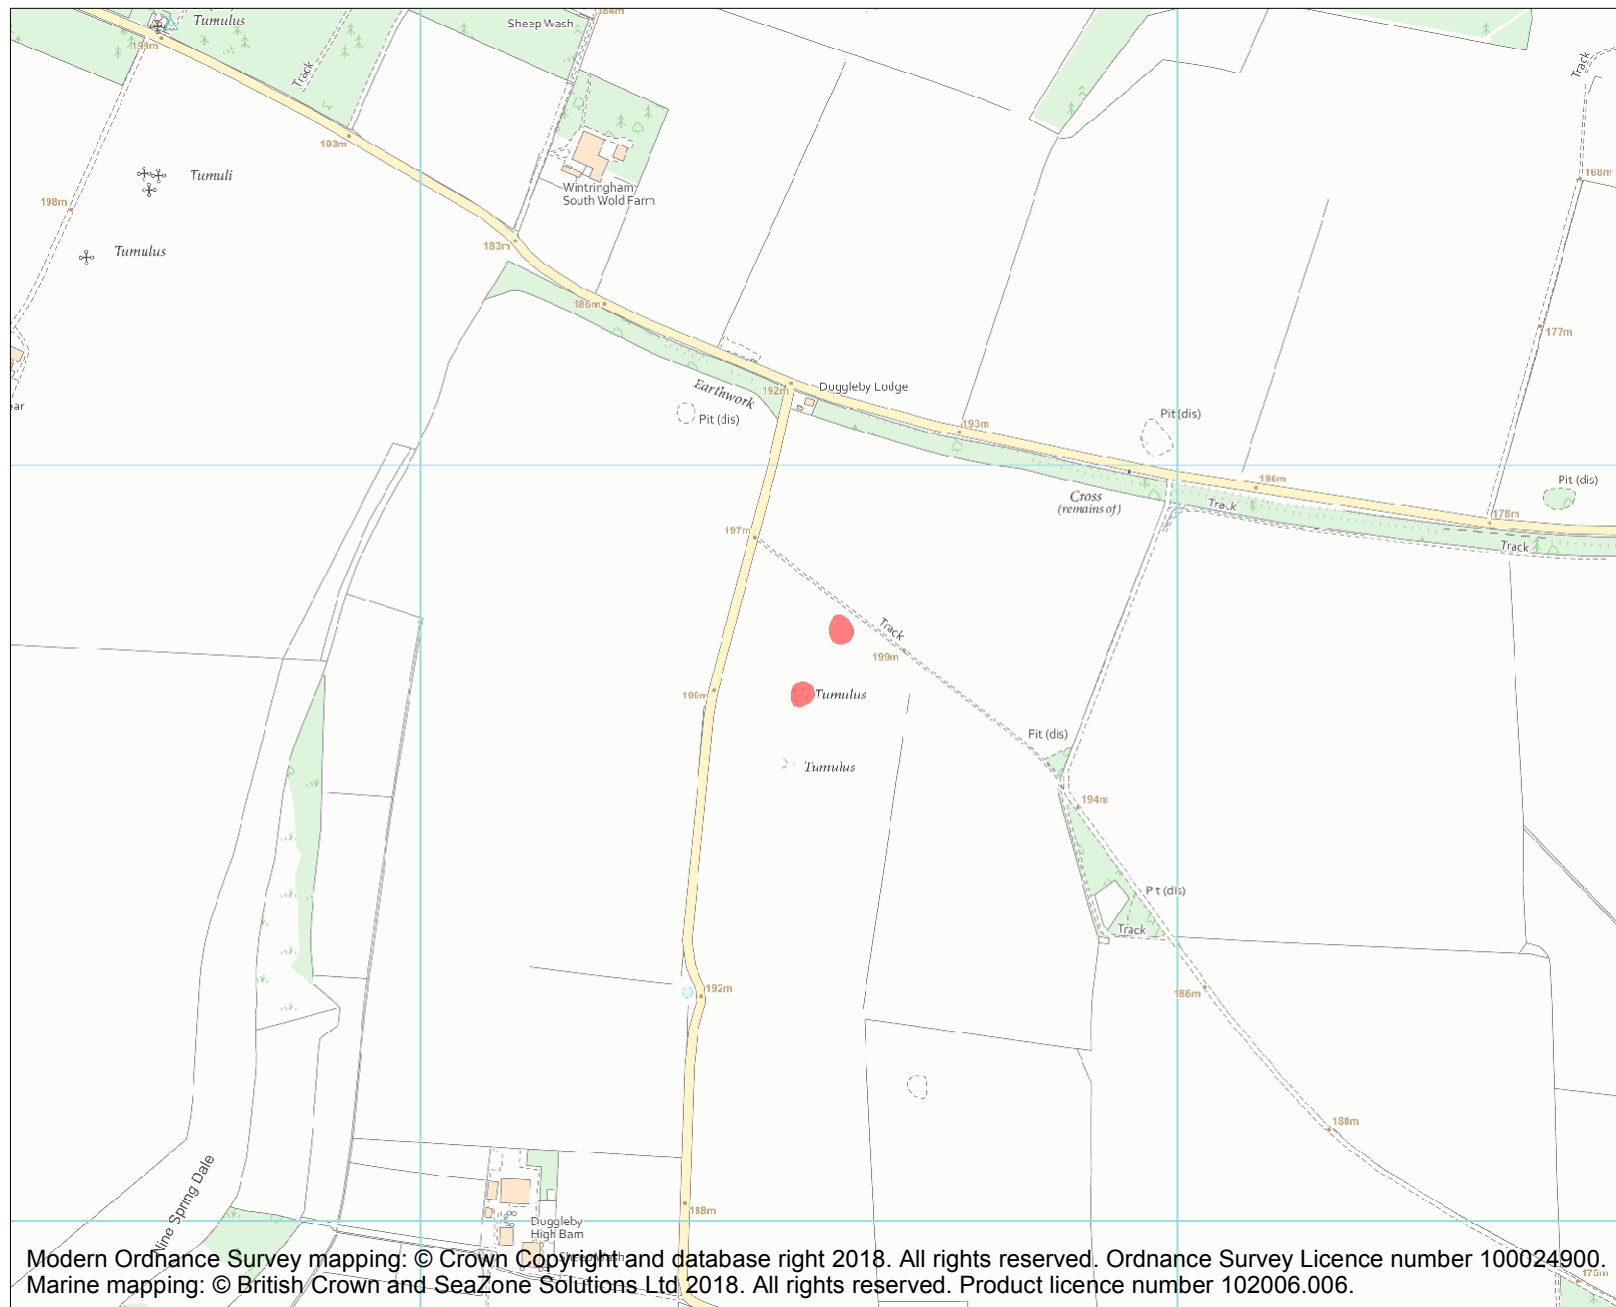 Tumulus
Sheep Wash
184m
199m
Track
Track
193m
Tumuli
168m
Wintringham
South Wold Farm
198m
183m
Tumulus
186m
177m
192m
Duggleby Lodge
Earthwork
Pit (dis)
193m
Pit (dis)
186m
Pit (dis)
Cross
(remains of)
Track
178m
197m
Track
Track
199m
199m
Tumulus
Pit (dis)
Tumulus
194m
Pit (dis)
Track
192m
186m
180m
Nine Spring Dale
188m
Duggleby
High Barn
Sheep Wash
Modern Ordnance Survey mapping: © Crown Copyright and database right 2018. All rights reserved. Ordnance Survey Licence number 100024900.
Marine mapping: © British Crown and SeaZone Solutions Ltd 2018. All rights reserved. Product licence number 102006.006.
175m